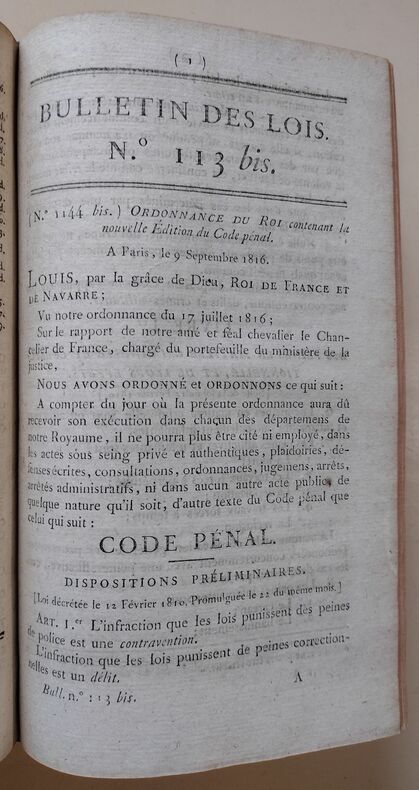 ( 1 )
BULLETIN DES LOIS.
N.º 113 bis.
(N.º 1144 bis.) ORDONNANCE DU ROI contenant la
nouvelle Édition du Code pénal.
A Paris, le 9 Septembre 1816.
LOUIS, par la grâce de Dieu, ROI DE FRANCE ET
DE NAVARRE;
Vu notre ordonnance du 17 juillet 1816;
Sur le rapport de notre amé et féal chevalier le Chan-
celier de France, chargé du portefeuille du ministère de la
justice,
NOUS AVONS ORDONNÉ et ORDONNONS ce qui suit:
A compter du jour où la présente ordonnance aura dû
recevoir son exécution dans chacun des départemens de
notre Royaume, il ne pourra plus être cité ni employé, dans
les actes sous seing privé et authentiques, plaidoiries, dé-
fenses écrites, consultations, ordonnances, jugemens, arrêts,
arrêtés administratifs, ni dans aucun autre acte public, de
quelque nature qu'il soit, d'autre texte du Code pénal que
celui qui suit:
CODE PÉNAL.
DISPOSITIONS PRÉLIMINAIRES.
[Loi décrétée le 12 Février 1810. Promulguée le 22 du même mois.]
ART. 1.er L'infraction que les lois punissent des peines
de police est une contravention.
L'infraction que les lois punissent de peines correction-
nelles est un délit.
Bull. n.º 113 bis. A